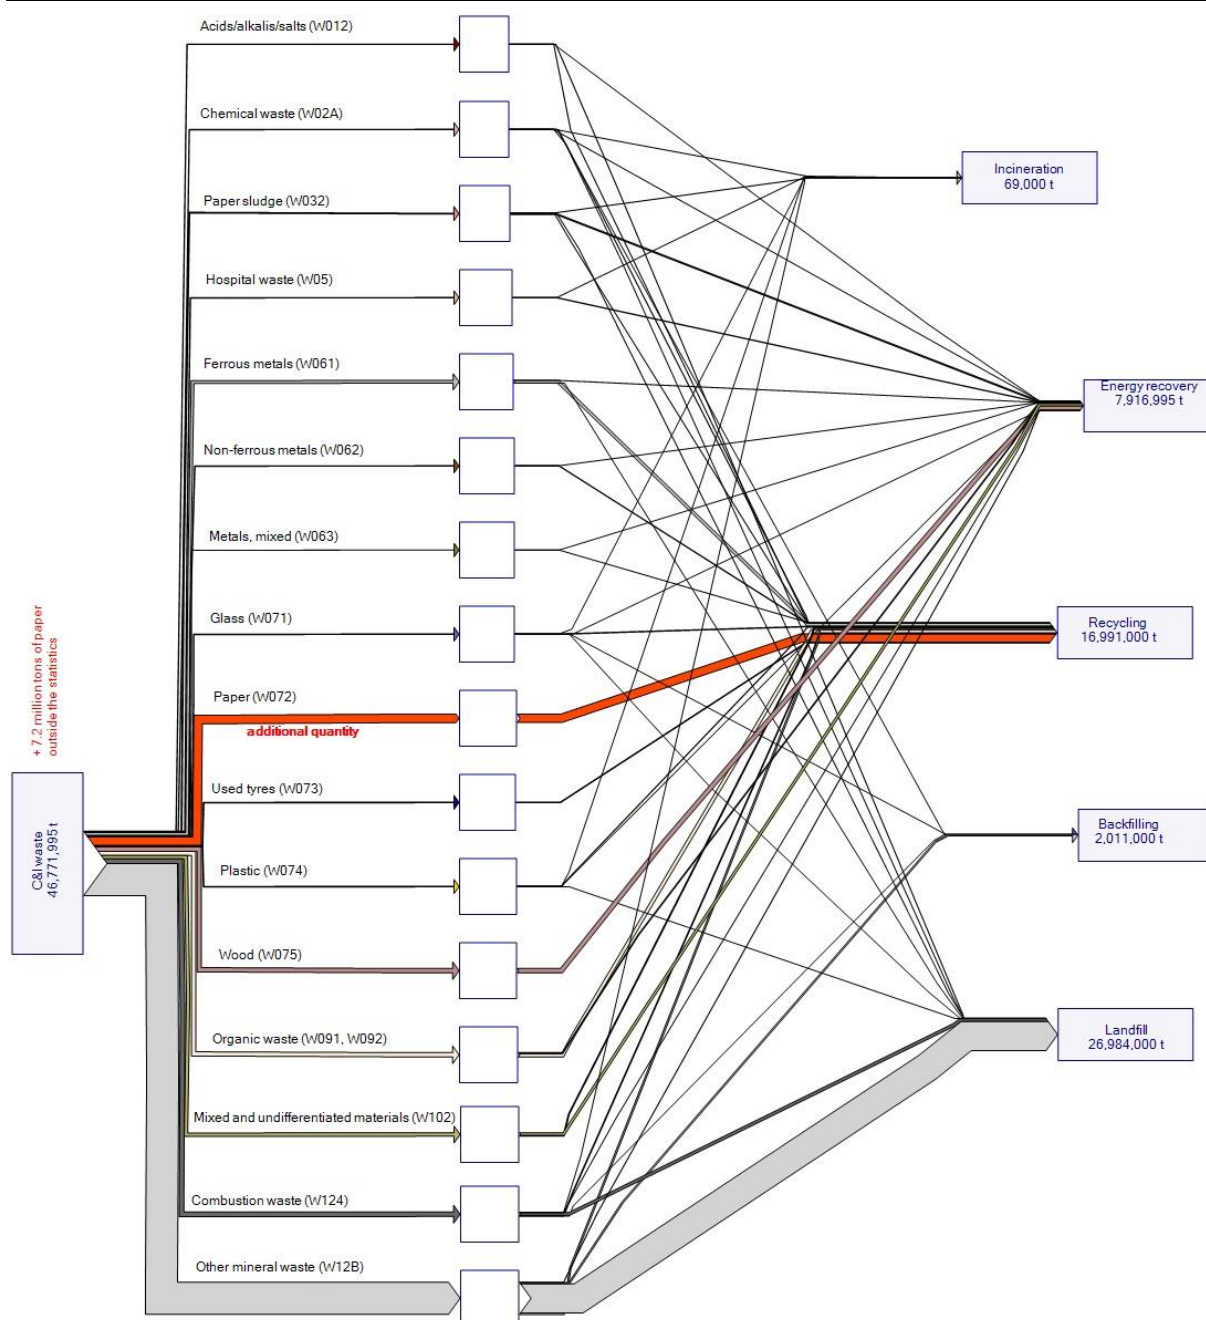 Acids/alkalis/salts (W012)
Chemical waste (W02A)
Incineration
69,000 t
Paper sludge (W032)
Hospital waste (W05)
Ferrous metals (W061)
Energy recovery
7,916,995 t
Non-ferrous metals (W062)
Metals, mixed (W063)
+ 7.2 million tons of paper
outside the statistics
Glass (W071)
Recycling
16,991,000 t
Paper (W072)
additional quantity
Used tyres (W073)
C&I waste
46,771,995 t
Backfilling
2,011,000 t
Plastic (W074)
Wood (W075)
Organic waste (W091, W092)
Landfill
26,984,000 t
Mixed and undifferentiated materials (W102)
Combustion waste (W124)
Other mineral waste (W12B)